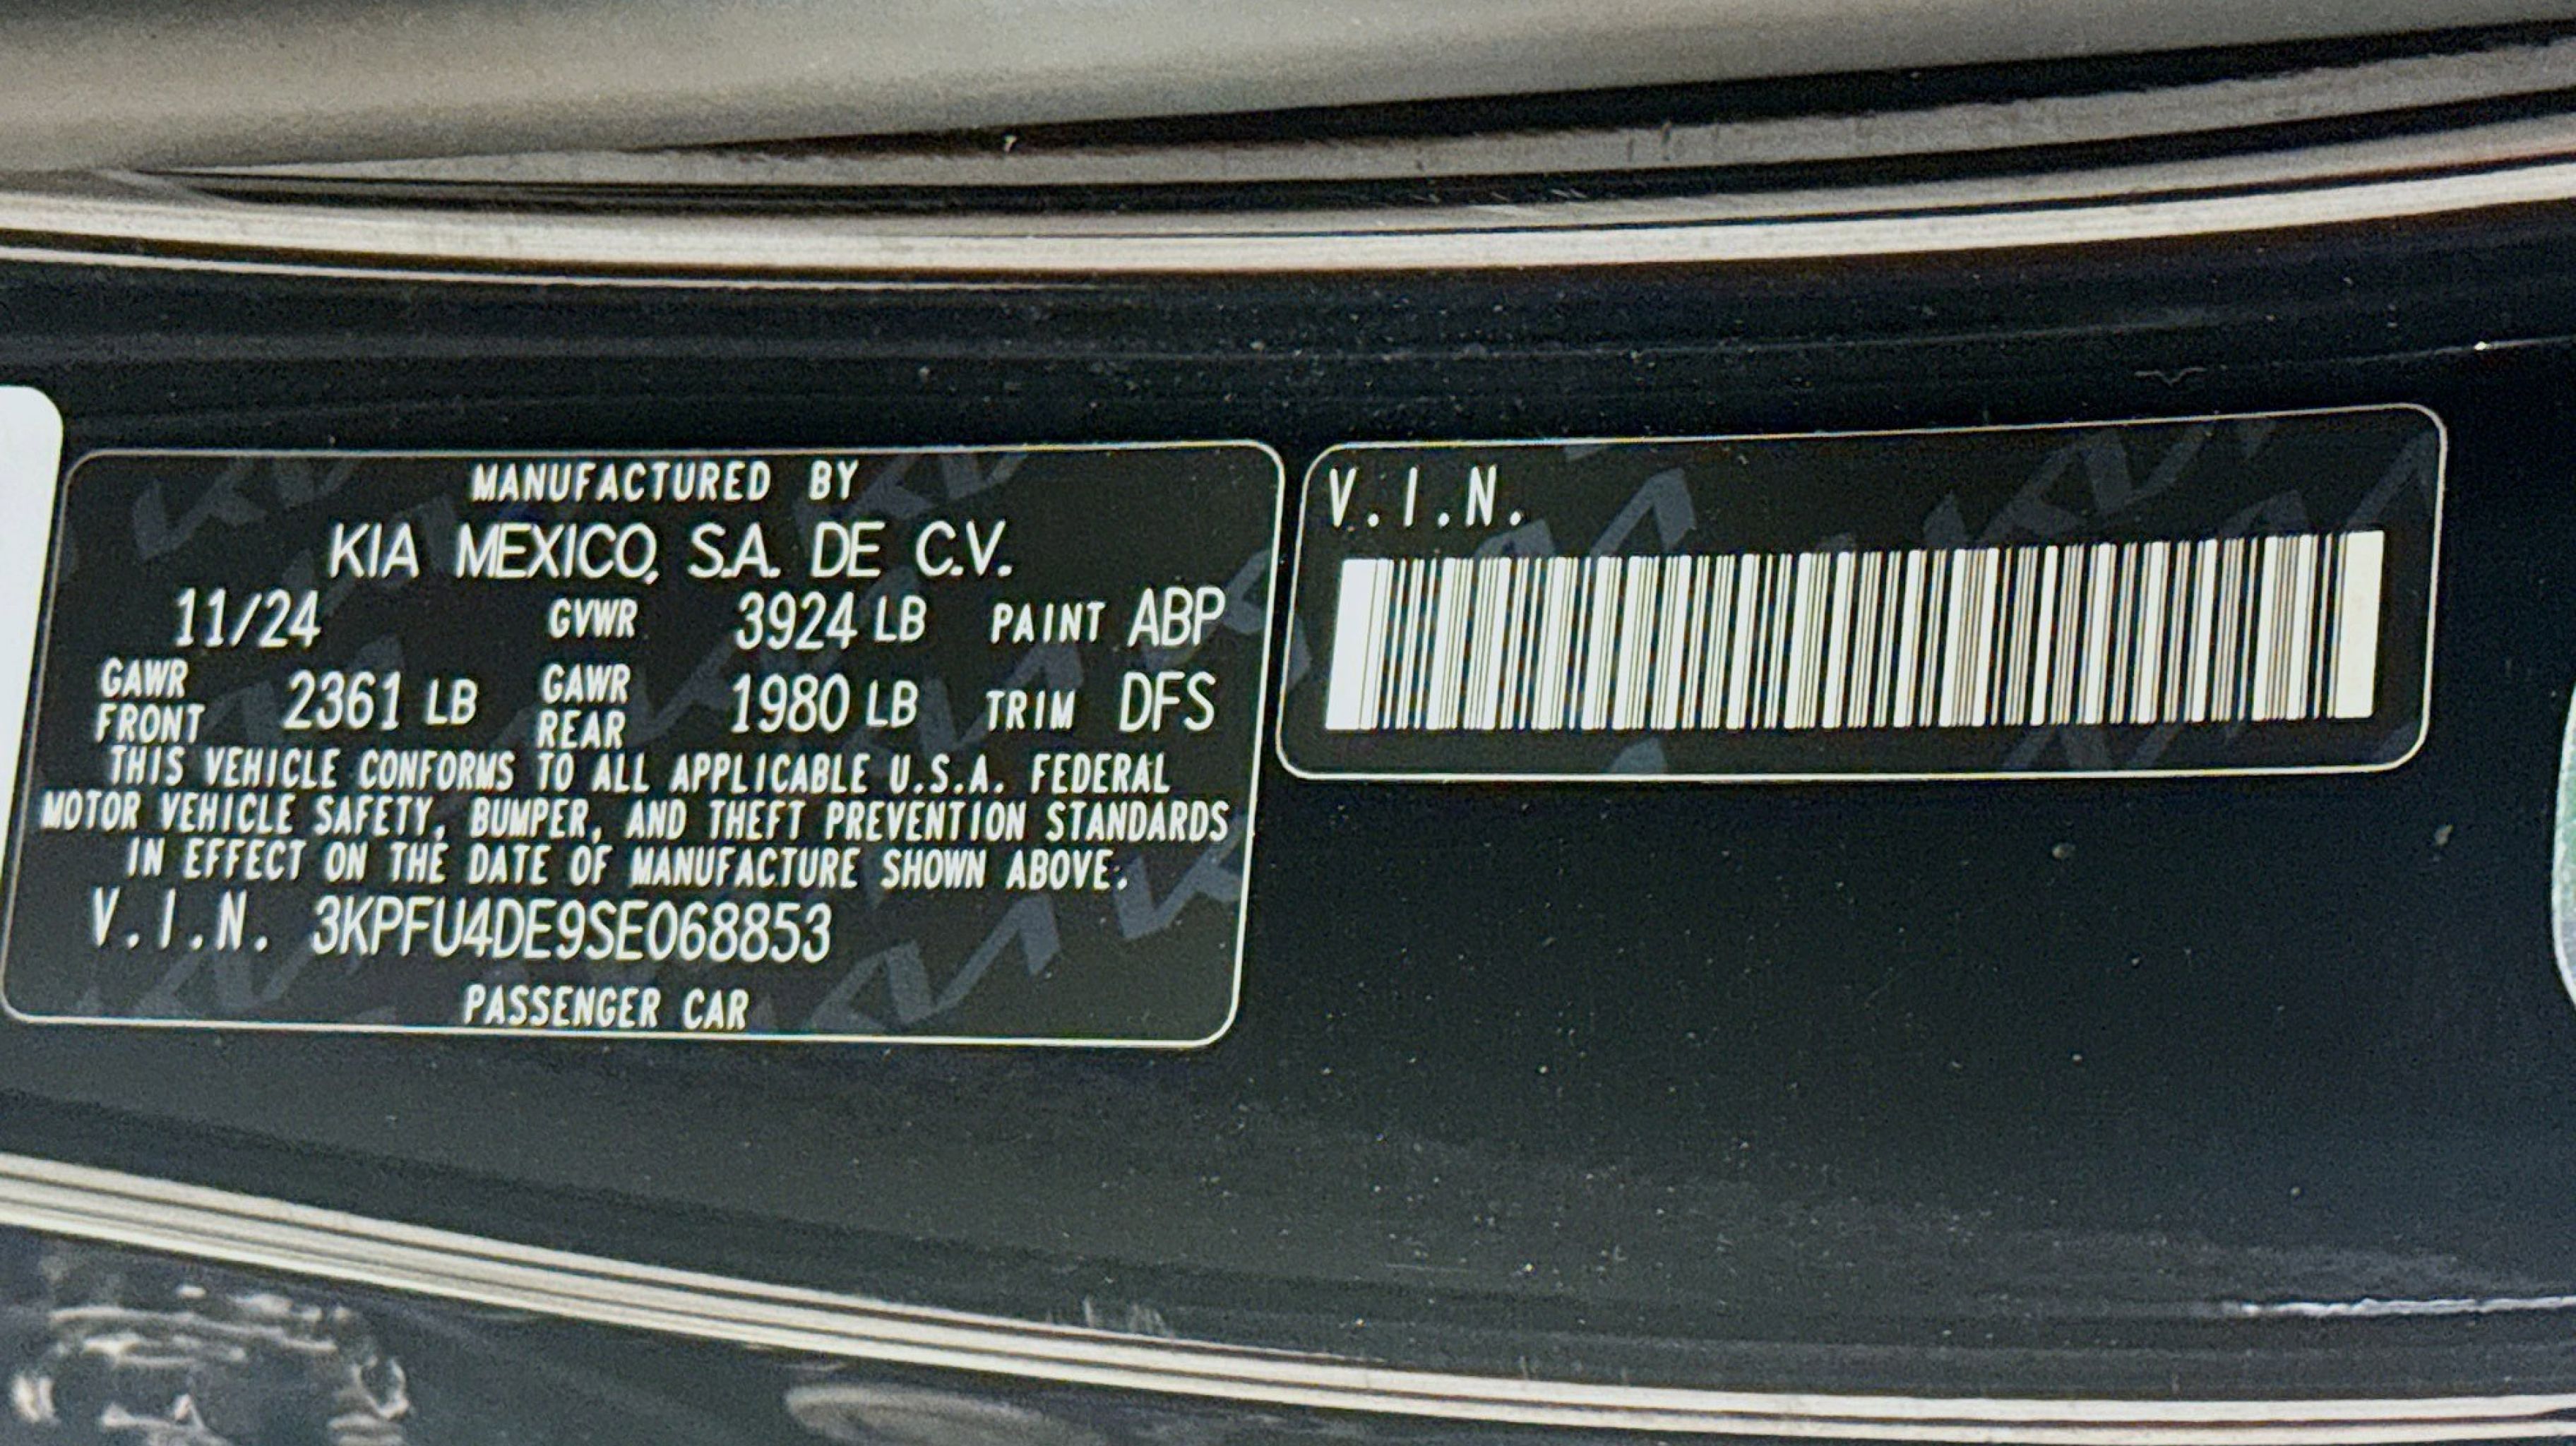 MANUFACTURED BY
KIA MEXICO, S.A. DE C.V.
11/24 GVWR 3924 LB PAINT ABP
GAWR FRONT 2361 LB GAWR REAR 1980 LB TRIM DFS
THIS VEHICLE CONFORMS TO ALL APPLICABLE U.S.A. FEDERAL
MOTOR VEHICLE SAFETY, BUMPER, AND THEFT PREVENTION STANDARDS
IN EFFECT ON THE DATE OF MANUFACTURE SHOWN ABOVE.
V.I.N. 3KPFU4DE9SE068853
PASSENGER CAR
V.I.N.